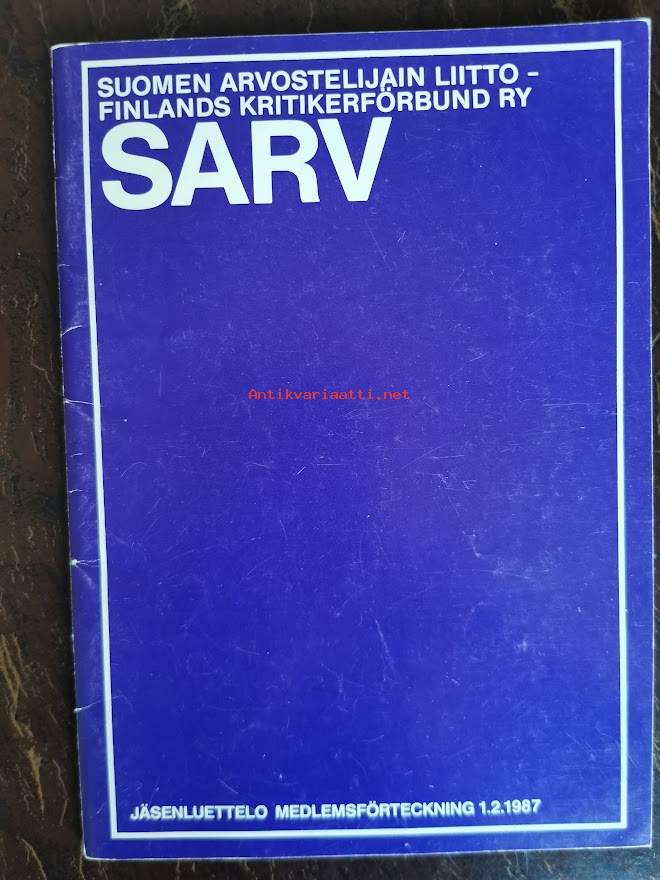 SUOMEN ARVOSTELIJAIN LIITTO –
FINLANDS KRITIKERFÖRBUND RY
SARV
Antikvariaatti.net
JÄSENLUETTELO MEDLEMSFÖRTECKNING 1.2.1987